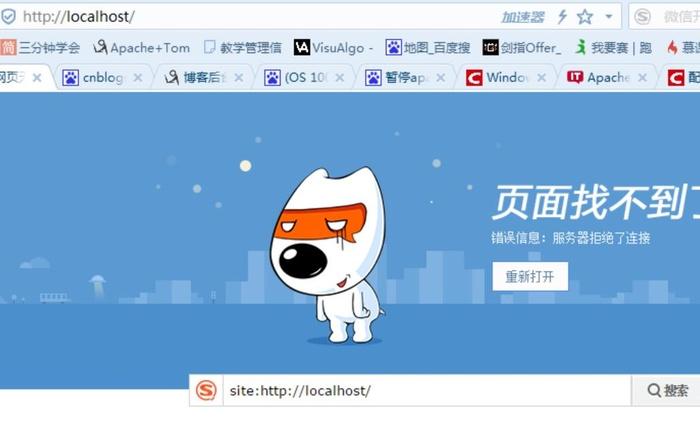 http://localhost/ 加速器 微信开
三分钟学会 Apache+Tom 教学管理信 VisuAlgo - 地图_百度搜 剑指Offer_ 我要赛 | 跑 慕
网页 cnblog 博客后台 (OS 10 暂停apa Window Apache 配
页面找不到了
错误信息：服务器拒绝了连接
重新打开
site:http://localhost/ 搜索